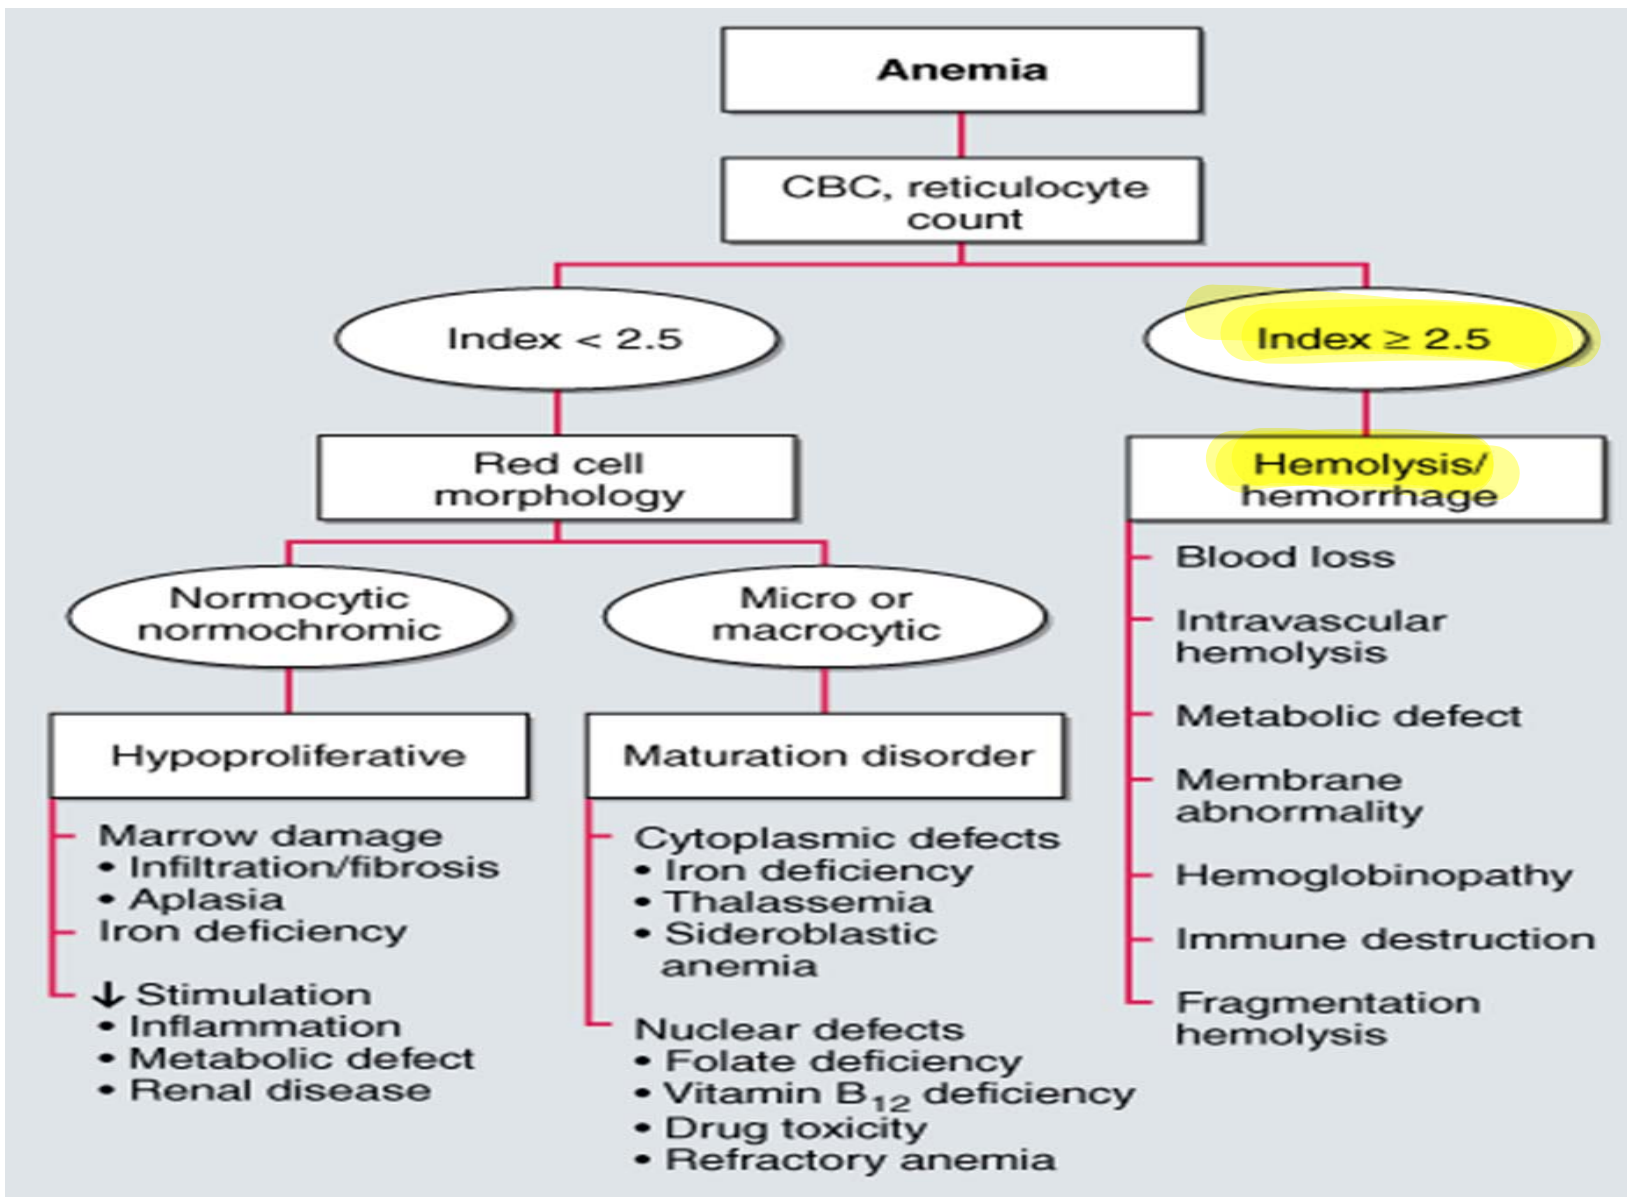 Anemia
CBC, reticulocyte
count
Index < 2.5
Index ≥ 2.5
Red cell
morphology
Hemolysis/
hemorrhage
Normocytic
normochromic
Micro or
macrocytic
Hypoproliferative
Marrow damage
• Infiltration/fibrosis
• Aplasia
Iron deficiency
↓ Stimulation
• Inflammation
• Metabolic defect
• Renal disease
Maturation disorder
Cytoplasmic defects
• Iron deficiency
• Thalassemia
• Sideroblastic
anemia
Nuclear defects
• Folate deficiency
• Vitamin B₁₂ deficiency
• Drug toxicity
• Refractory anemia
Blood loss
Intravascular
hemolysis
Metabolic defect
Membrane
abnormality
Hemoglobinopathy
Immune destruction
Fragmentation
hemolysis